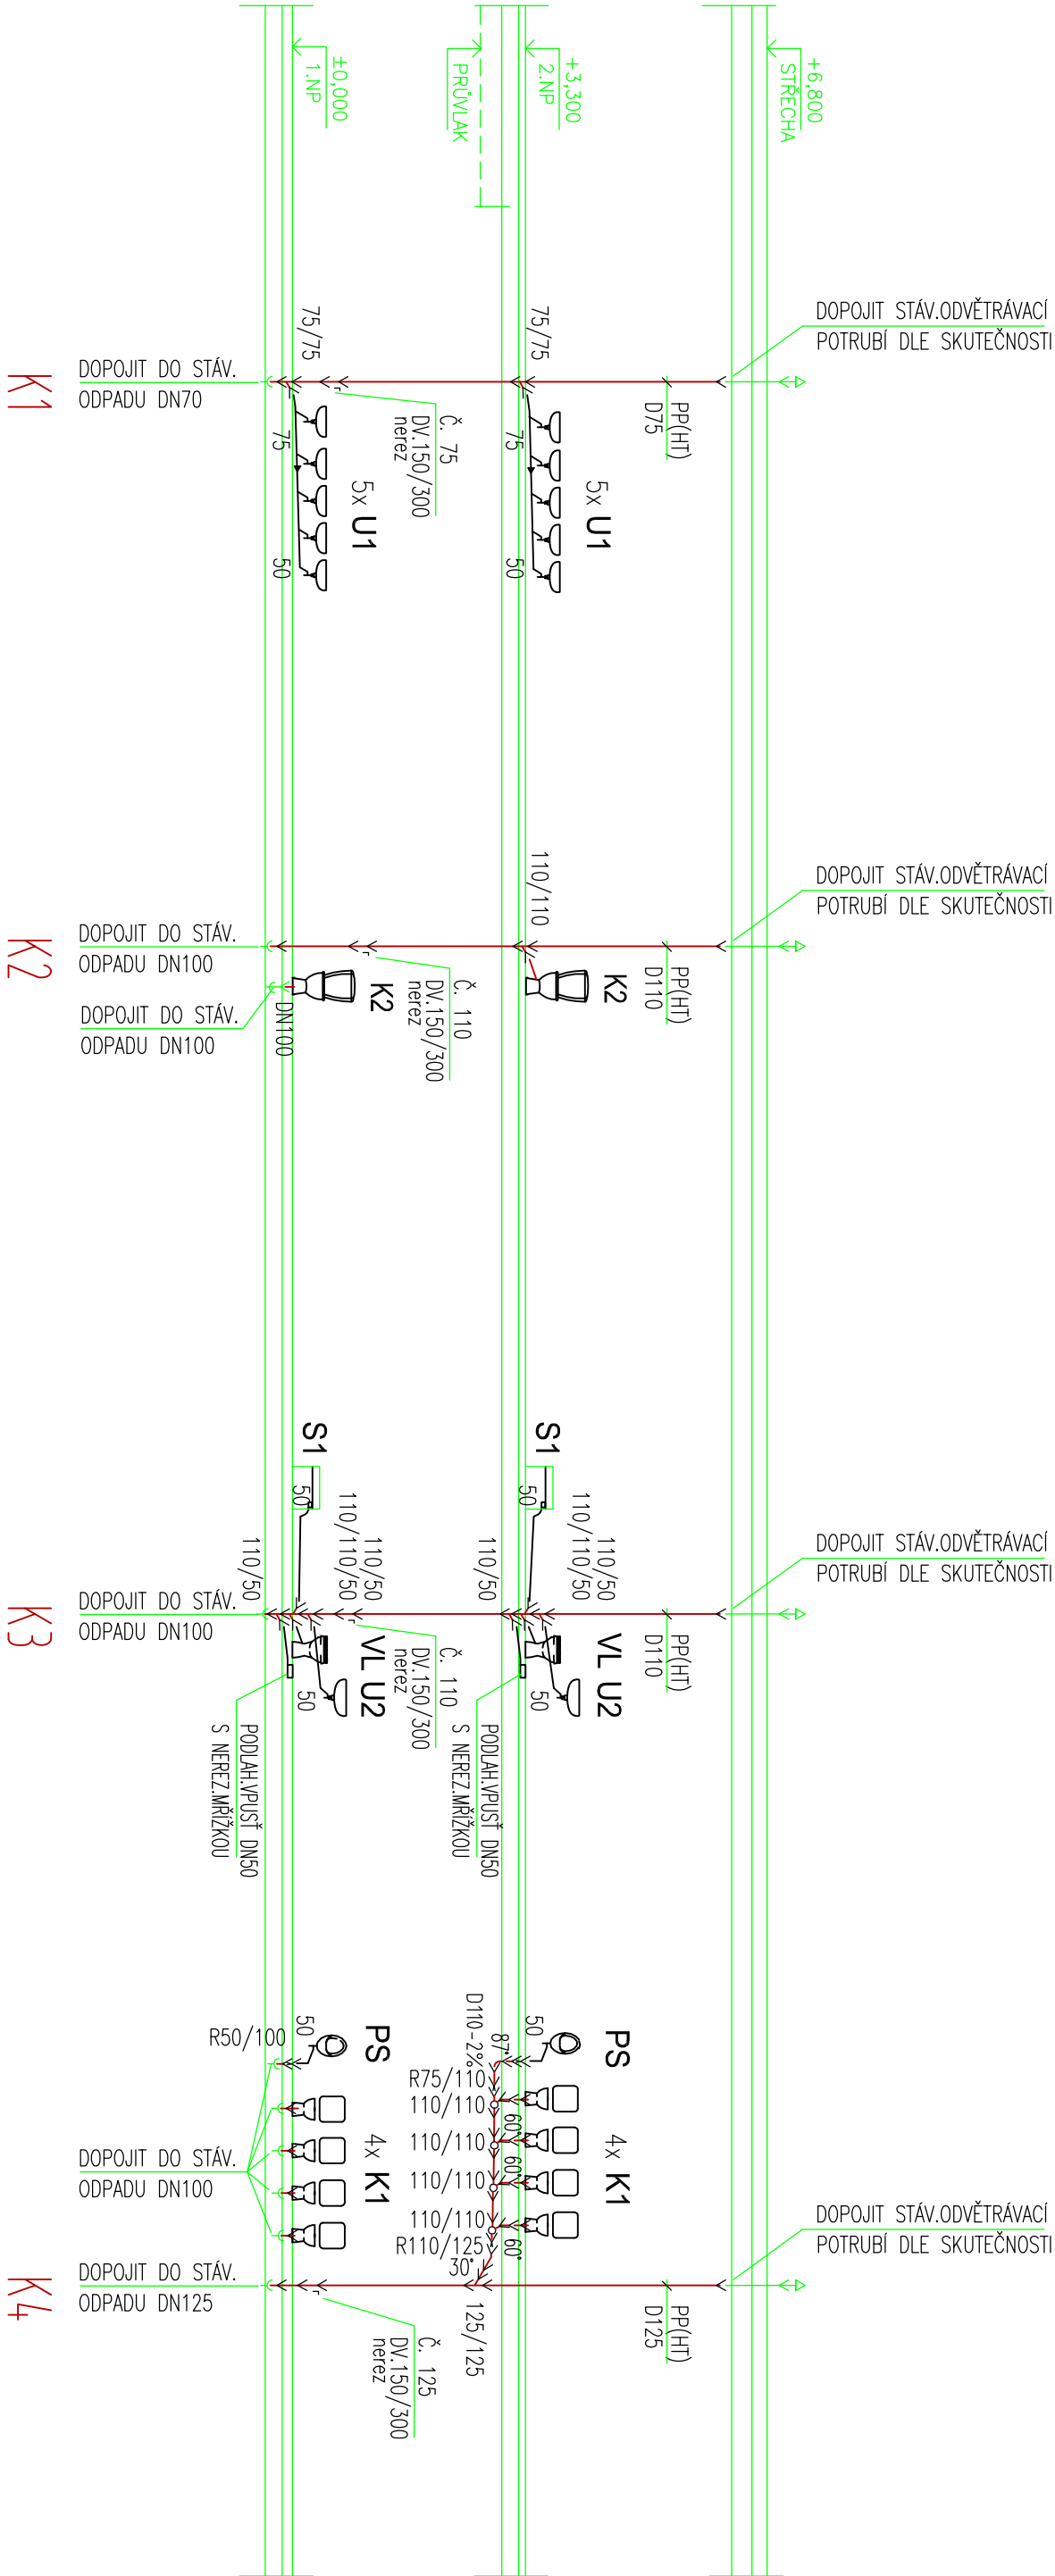 +6,800
STŘECHA
+3,300
2.NP
PRŮVLAK
±0,000
1.NP
DOPOJIT STÁV.ODVĚTRÁVACÍ
POTRUBÍ DLE SKUTEČNOSTI
PP(HT)
D75
75/75
75
50
5x U1
Č. 75
DV.150/300
nerez
75/75
75
50
5x U1
DOPOJIT DO STÁV.
ODPADU DN70
K1
DOPOJIT STÁV.ODVĚTRÁVACÍ
POTRUBÍ DLE SKUTEČNOSTI
PP(HT)
D110
110/110
K2
Č. 110
DV.150/300
nerez
K2
DN100
DOPOJIT DO STÁV.
ODPADU DN100
DOPOJIT DO STÁV.
ODPADU DN100
K2
DOPOJIT STÁV.ODVĚTRÁVACÍ
POTRUBÍ DLE SKUTEČNOSTI
PP(HT)
D110
S1
50
110/50
110/110/50
110/50
VL U2
50
PODLAH.VPUSŤ DN50
S NEREZ.MŘÍŽKOU
Č. 110
DV.150/300
nerez
S1
50
110/50
110/110/50
110/50
VL U2
50
PODLAH.VPUSŤ DN50
S NEREZ.MŘÍŽKOU
DOPOJIT DO STÁV.
ODPADU DN100
K3
DOPOJIT STÁV.ODVĚTRÁVACÍ
POTRUBÍ DLE SKUTEČNOSTI
PP(HT)
D125
PS
4x K1
50
87°
D110-2%
R75/110
110/110
60°
110/110
60°
110/110
110/110
60°
R110/125
30°
125/125
Č. 125
DV.150/300
nerez
PS
4x K1
50
R50/100
DOPOJIT DO STÁV.
ODPADU DN100
DOPOJIT DO STÁV.
ODPADU DN125
K4